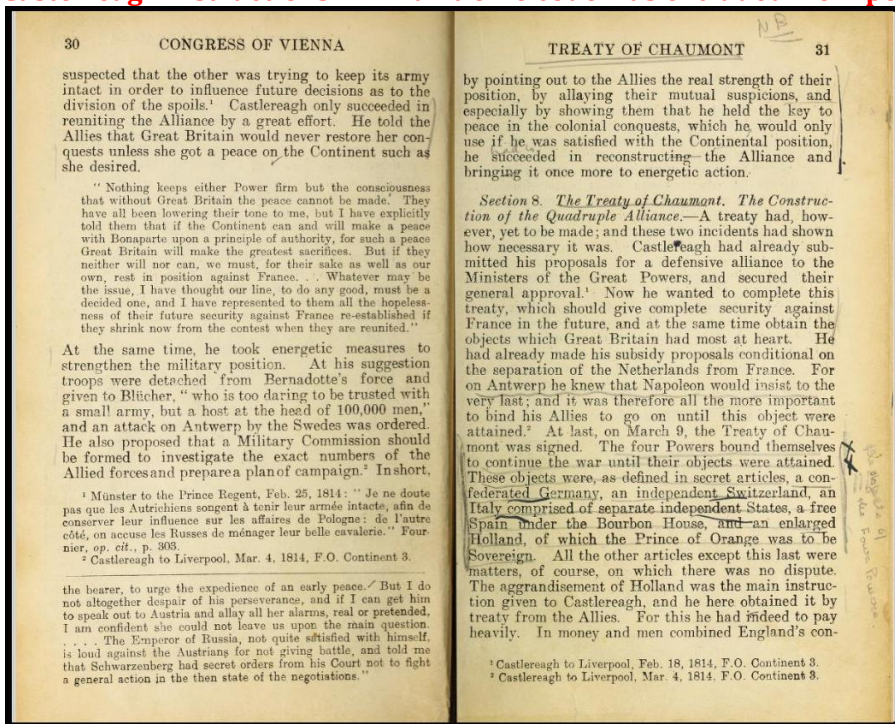 30 CONGRESS OF VIENNA
suspected that the other was trying to keep its army
intact in order to influence future decisions as to the
division of the spoils.¹ Castlereagh only succeeded in
reuniting the Alliance by a great effort. He told the
Allies that Great Britain would never restore her con-
quests unless she got a peace on the Continent such as
she desired.
" Nothing keeps either Power firm but the consciousness
that without Great Britain the peace cannot be made. They
have all been lowering their tone to me, but I have explicitly
told them that if the Continent can and will make a peace
with Bonaparte upon a principle of authority, for such a peace
Great Britain will make the greatest sacrifices. But if they
neither will nor can, we must, for their sake as well as our
own, rest in position against France. . . Whatever may be
the issue, I have thought our line, to do any good, must be a
decided one, and I have represented to them all the hopeless-
ness of their future security against France re-established if
they shrink now from the contest when they are reunited."
At the same time, he took energetic measures to
strengthen the military position. At his suggestion
troops were detached from Bernadotte's force and
given to Blücher, " who is too daring to be trusted with
a small army, but a host at the head of 100,000 men,"
and an attack on Antwerp by the Swedes was ordered.
He also proposed that a Military Commission should
be formed to investigate the exact numbers of the
Allied forces and prepare a plan of campaign.² In short,
¹ Münster to the Prince Regent, Feb. 25, 1814 : " Je ne doute
pas que les Autrichiens songent à tenir leur armée intacte, afin de
conserver leur influence sur les affaires de Pologne : de l'autre
côté, on accuse les Russes de ménager leur belle cavalerie." Four-
nier, op. cit., p. 303.
² Castlereagh to Liverpool, Mar. 4, 1814, F.O. Continent 3.
the bearer, to urge the expedience of an early peace. But I do
not altogether despair of his perseverance, and if I can get him
to speak out to Austria and allay all her alarms, real or pretended,
I am confident she could not leave us upon the main question.
. . . . The Emperor of Russia, not quite satisfied with himself,
is loud against the Austrians for not giving battle, and told me
that Schwarzenberg had secret orders from his Court not to fight
a general action in the then state of the negotiations."
NB
TREATY OF CHAUMONT 31
by pointing out to the Allies the real strength of their
position, by allaying their mutual suspicions, and
especially by showing them that he held the key to
peace in the colonial conquests, which he would only
use if he was satisfied with the Continental position,
he succeeded in reconstructing the Alliance and
bringing it once more to energetic action.
Section 8. The Treaty of Chaumont. The Construc-
tion of the Quadruple Alliance.—A treaty had, how-
ever, yet to be made; and these two incidents had shown
how necessary it was. Castlereagh had already sub-
mitted his proposals for a defensive alliance to the
Ministers of the Great Powers, and secured their
general approval.¹ Now he wanted to complete this
treaty, which should give complete security against
France in the future, and at the same time obtain the
objects which Great Britain had most at heart. He
had already made his subsidy proposals conditional on
the separation of the Netherlands from France. For
on Antwerp he knew that Napoleon would insist to the
very last; and it was therefore all the more important
to bind his Allies to go on until this object were
attained.² At last, on March 9, the Treaty of Chau-
mont was signed. The four Powers bound themselves
to continue the war until their objects were attained.
These objects were, as defined in secret articles, a con-
federated Germany, an independent Switzerland, an
Italy comprised of separate independent States, a free
Spain under the Bourbon House, and an enlarged
Holland, of which the Prince of Orange was to be
Sovereign. All the other articles except this last were
matters, of course, on which there was no dispute.
The aggrandisement of Holland was the main instruc-
tion given to Castlereagh, and he here obtained it by
treaty from the Allies. For this he had indeed to pay
heavily. In money and men combined England's con-
¹ Castlereagh to Liverpool, Feb. 18, 1814, F.O. Continent 3.
² Castlereagh to Liverpool, Mar. 4, 1814, F.O. Continent 3.